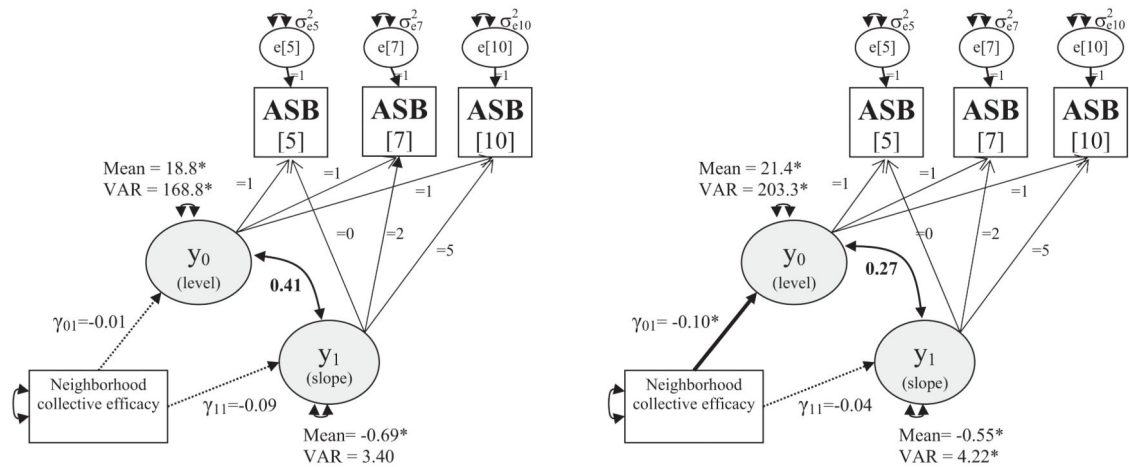 σ²e5
σ²e7
σ²e10
e[5]
e[7]
e[10]
=1
=1
=1
ASB
[5]
ASB
[7]
ASB
[10]
Mean = 18.8*
VAR = 168.8*
=1
=1
=1
=0
=2
=5
y₀
(level)
0.41
γ₀₁=-0.01
y₁
(slope)
Neighborhood
collective efficacy
γ₁₁=-0.09
Mean= -0.69*
VAR = 3.40
σ²e5
σ²e7
σ²e10
e[5]
e[7]
e[10]
=1
=1
=1
ASB
[5]
ASB
[7]
ASB
[10]
Mean = 21.4*
VAR = 203.3*
=1
=1
=1
=0
=2
=5
y₀
(level)
0.27
γ₀₁= -0.10*
y₁
(slope)
Neighborhood
collective efficacy
γ₁₁=-0.04
Mean= -0.55*
VAR = 4.22*